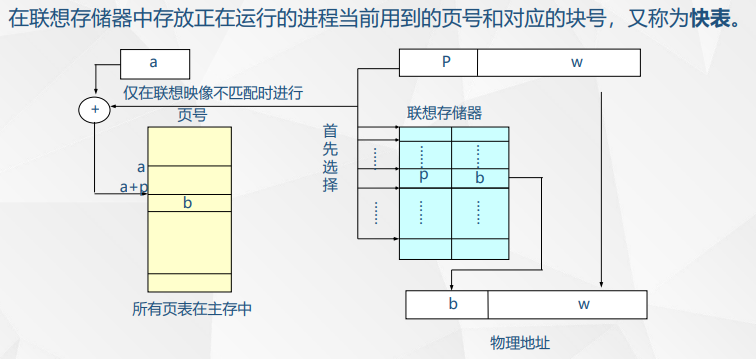 在联想存储器中存放正在运行的进程当前用到的页号和对应的块号，又称为快表。
a
P
w
仅在联想映像不匹配时进行
+
页号
联想存储器
首先选择
a
a+p
b
p
b
b
w
所有页表在主存中
物理地址